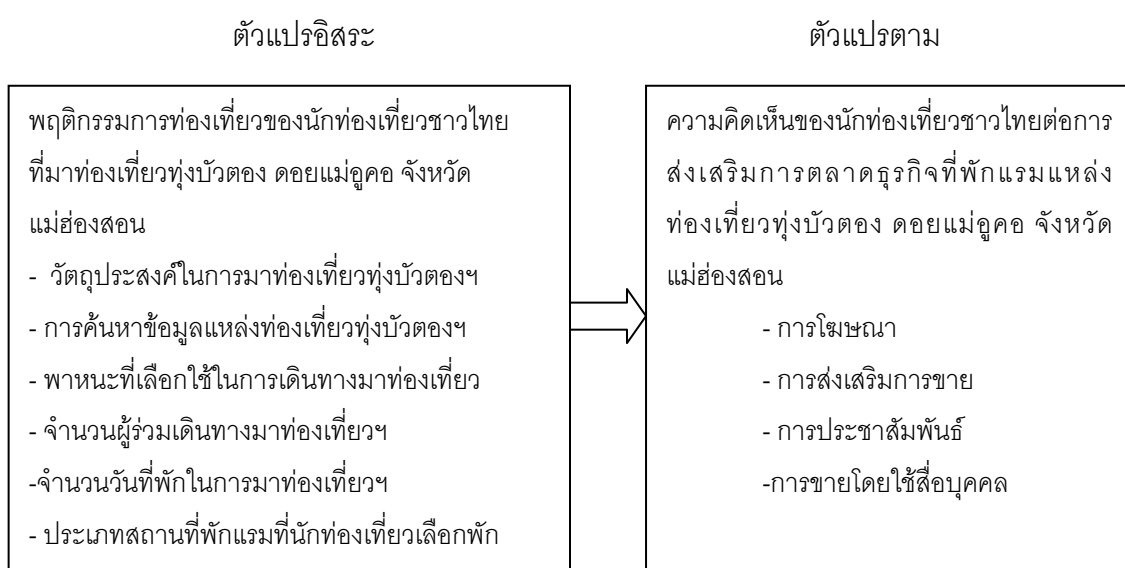 ตัวแปรอิสระ
พฤติกรรมการท่องเที่ยวของนักท่องเที่ยวชาวไทย
ที่มาท่องเที่ยวทุ่งบัวตอง ดอยแม่อูคอ จังหวัด
แม่ฮ่องสอน
- วัตถุประสงค์ในการมาท่องเที่ยวทุ่งบัวตองฯ
- การค้นหาข้อมูลแหล่งท่องเที่ยวทุ่งบัวตองฯ
- พาหนะที่เลือกใช้ในการเดินทางมาท่องเที่ยว
- จำนวนผู้ร่วมเดินทางมาท่องเที่ยวฯ
-จำนวนวันที่พักในการมาท่องเที่ยวฯ
- ประเภทสถานที่พักแรมที่นักท่องเที่ยวเลือกพัก
ตัวแปรตาม
ความคิดเห็นของนักท่องเที่ยวชาวไทยต่อการ
ส่งเสริมการตลาดธุรกิจที่พักแรมแหล่ง
ท่องเที่ยวทุ่งบัวตอง ดอยแม่อูคอ จังหวัด
แม่ฮ่องสอน
- การโฆษณา
- การส่งเสริมการขาย
- การประชาสัมพันธ์
-การขายโดยใช้สื่อบุคคล